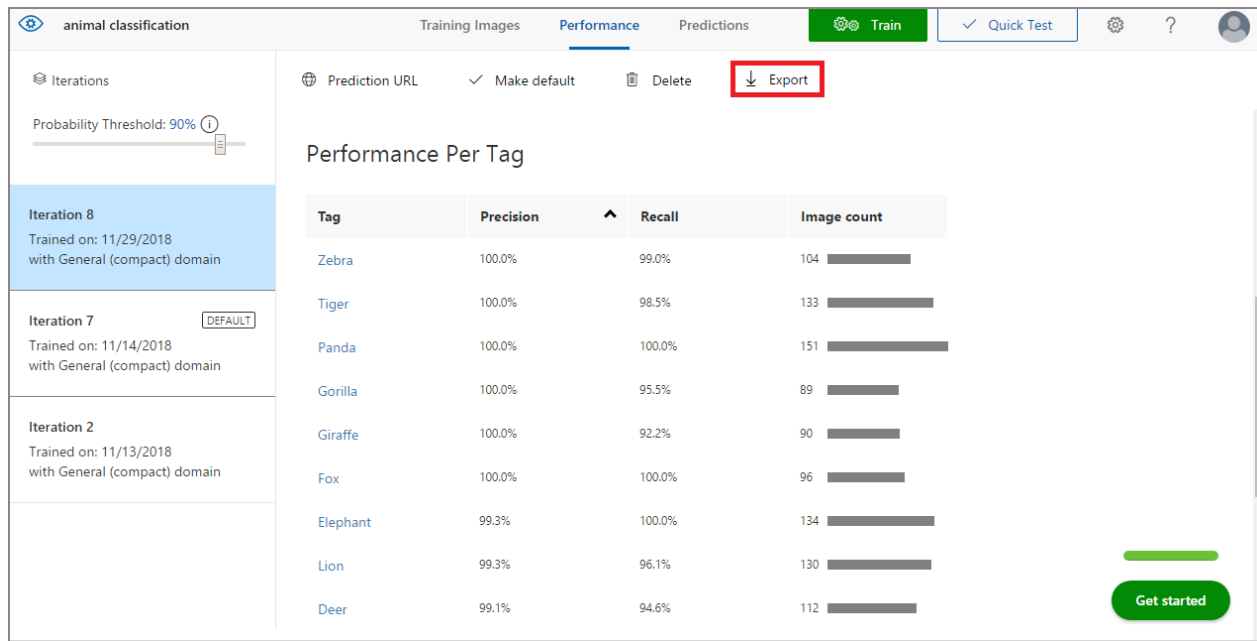 animal classification
Training Images Performance Predictions Train Quick Test ?
Iterations
Prediction URL Make default Delete Export
Probability Threshold: 90% i
Performance Per Tag
Iteration 8
Trained on: 11/29/2018
with General (compact) domain
Iteration 7 DEFAULT
Trained on: 11/14/2018
with General (compact) domain
Iteration 2
Trained on: 11/13/2018
with General (compact) domain
Tag Precision Recall Image count
Zebra 100.0% 99.0% 104
Tiger 100.0% 98.5% 133
Panda 100.0% 100.0% 151
Gorilla 100.0% 95.5% 89
Giraffe 100.0% 92.2% 90
Fox 100.0% 100.0% 96
Elephant 99.3% 100.0% 134
Lion 99.3% 96.1% 130
Deer 99.1% 94.6% 112
Get started